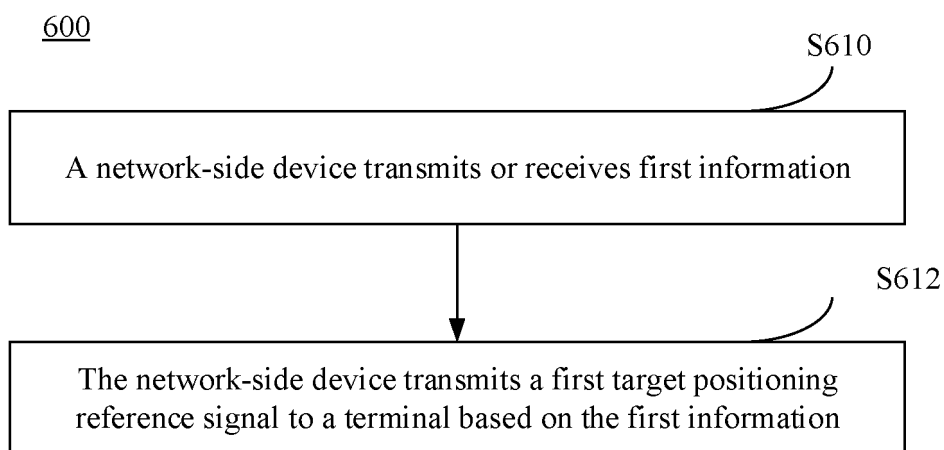 600
S610
A network-side device transmits or receives first information
S612
The network-side device transmits a first target positioning
reference signal to a terminal based on the first information